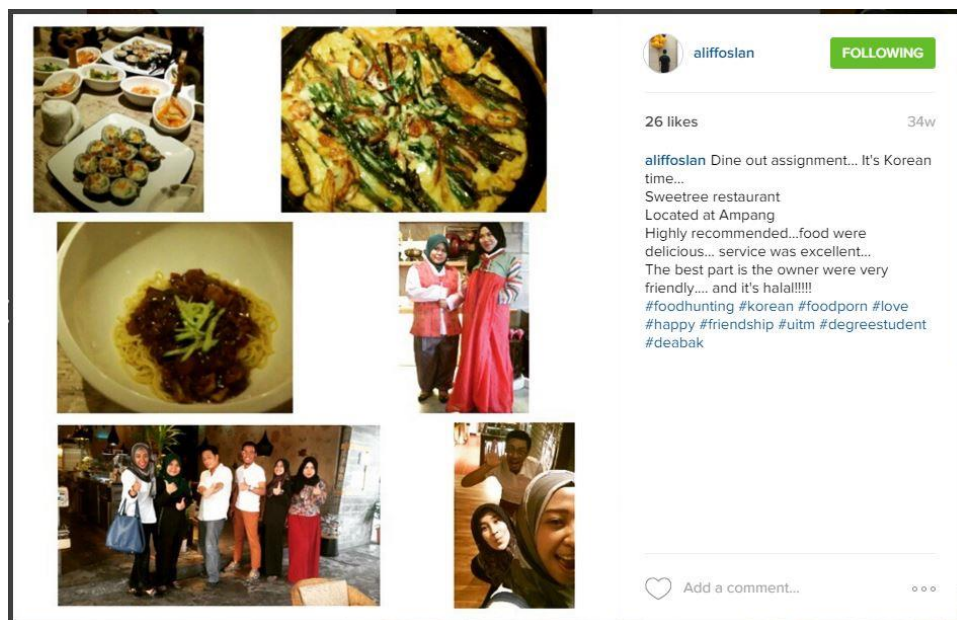 aliffoslan
FOLLOWING
26 likes
34w
aliffoslan Dine out assignment... It's Korean
time...
Sweetree restaurant
Located at Ampang
Highly recommended...food were
delicious... service was excellent...
The best part is the owner were very
friendly.... and it's halal!!!!!
#foodhunting #korean #foodporn #love
#happy #friendship #uitm #degreestudent
#deabak
Add a comment...